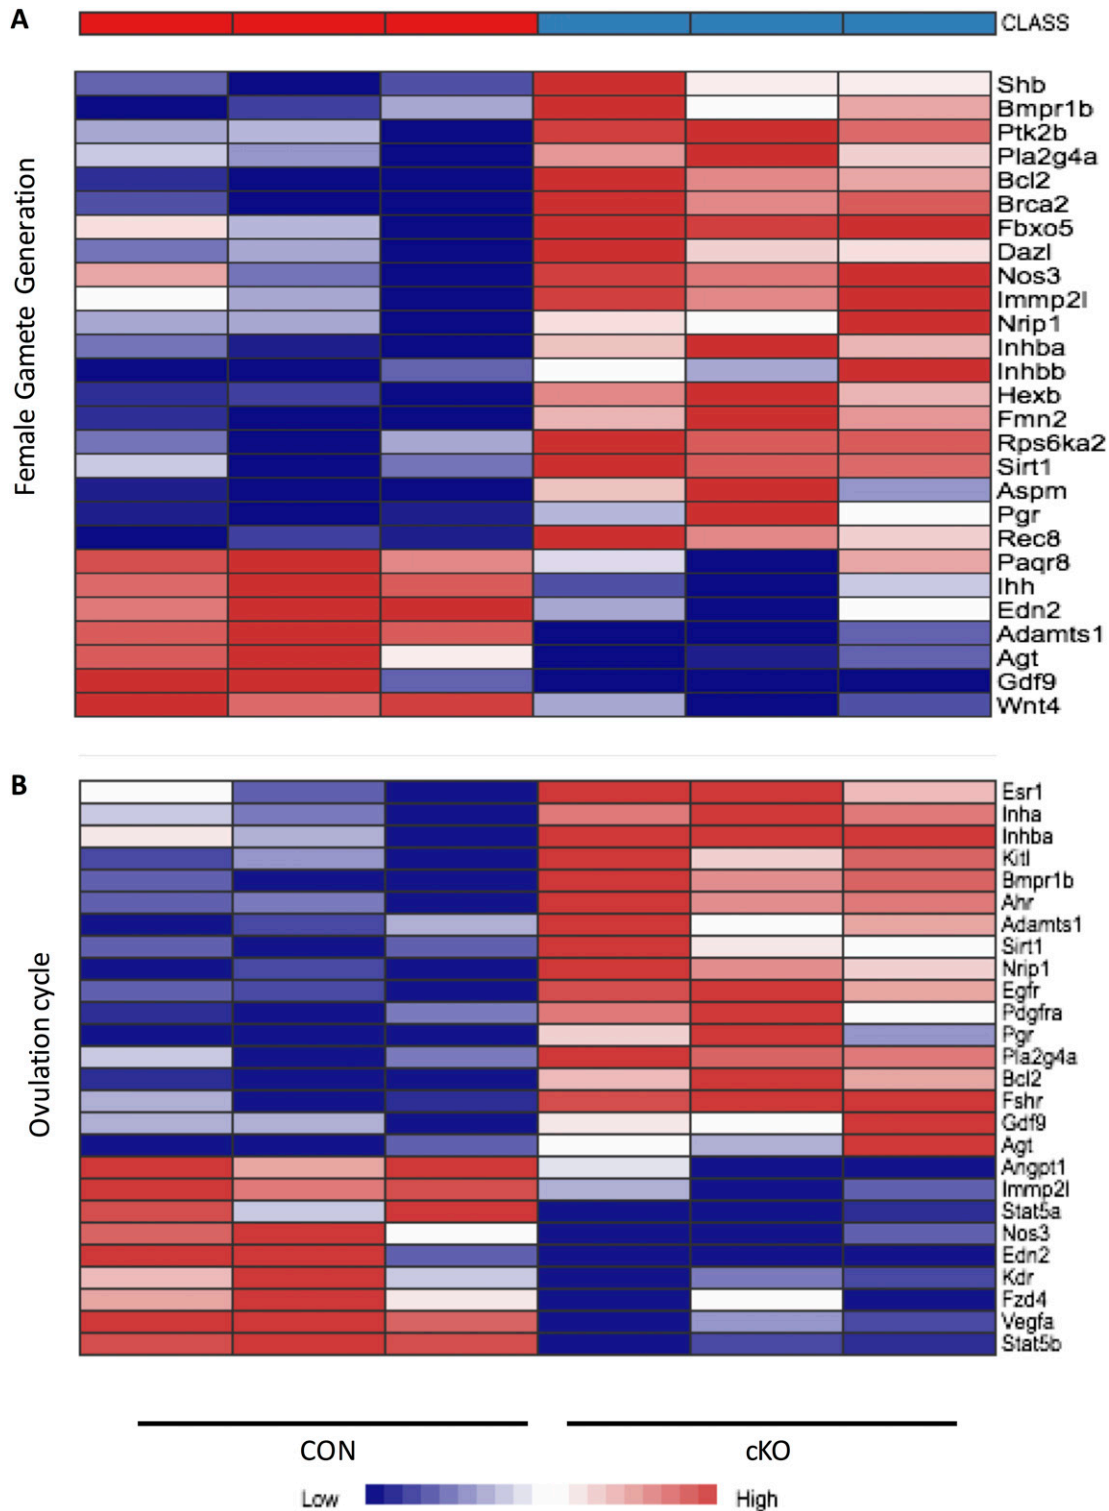 A
CLASS
Female Gamete Generation
Shb
Bmpr1b
Ptk2b
Pla2g4a
Bcl2
Brca2
Fbxo5
Dazl
Nos3
Immp2l
Nrip1
Inhba
Inhbb
Hexb
Fmn2
Rps6ka2
Sirt1
Aspm
Pgr
Rec8
Paqr8
Ihh
Edn2
Adamts1
Agt
Gdf9
Wnt4
B
Ovulation cycle
Esr1
Inha
Inhba
Kitl
Bmpr1b
Ahr
Adamts1
Sirt1
Nrip1
Egfr
Pdgfra
Pgr
Pla2g4a
Bcl2
Fshr
Gdf9
Agt
Angpt1
Immp2l
Stat5a
Nos3
Edn2
Kdr
Fzd4
Vegfa
Stat5b
CON cKO
Low High